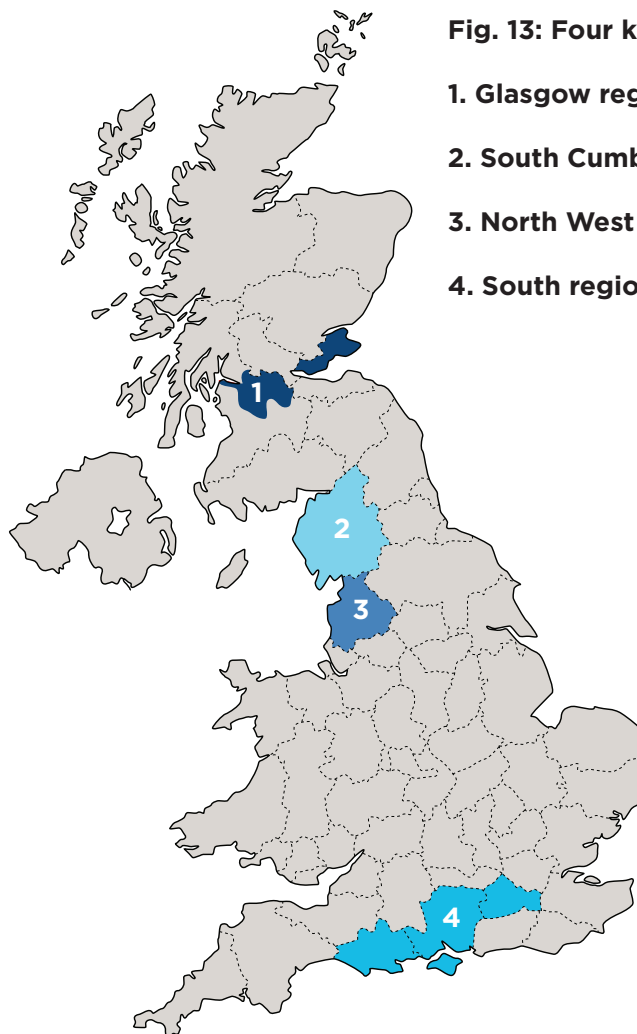 Fig. 13: Four k
1. Glasgow reg
2. South Cumb
3. North West
4. South regio
1
2
3
4